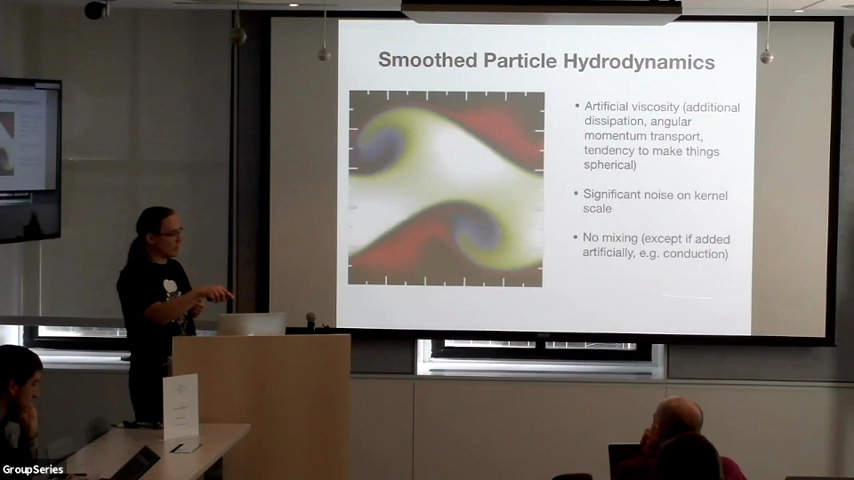 Smoothed Particle Hydrodynamics
• Artificial viscosity (additional
dissipation, angular
momentum transport,
tendency to make things
spherical)
• Significant noise on kernel
scale
• No mixing (except if added
artificially, e.g. conduction)
GroupSeries